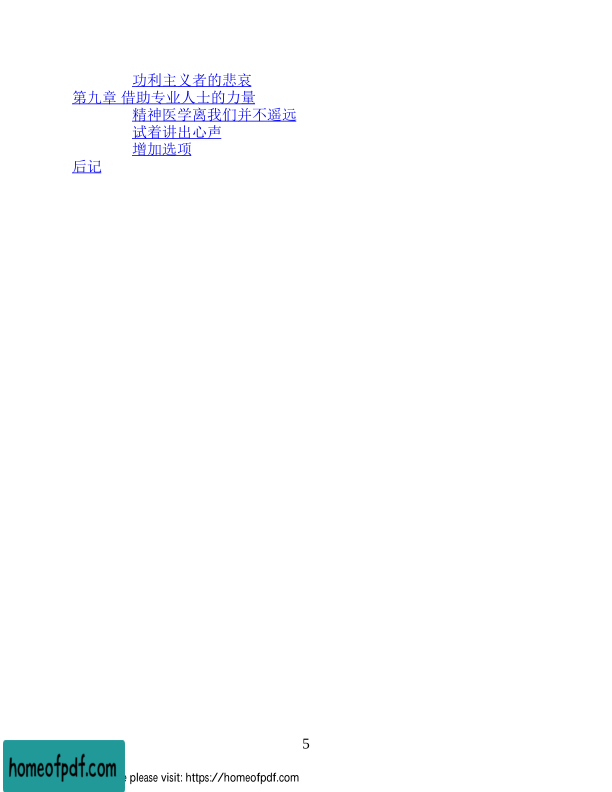 功利主义者的悲哀
第九章 借助专业人士的力量
精神医学离我们并不遥远
试着讲出心声
增加选项
后记
5
homeofpdf.com
please visit: https://homeofpdf.com